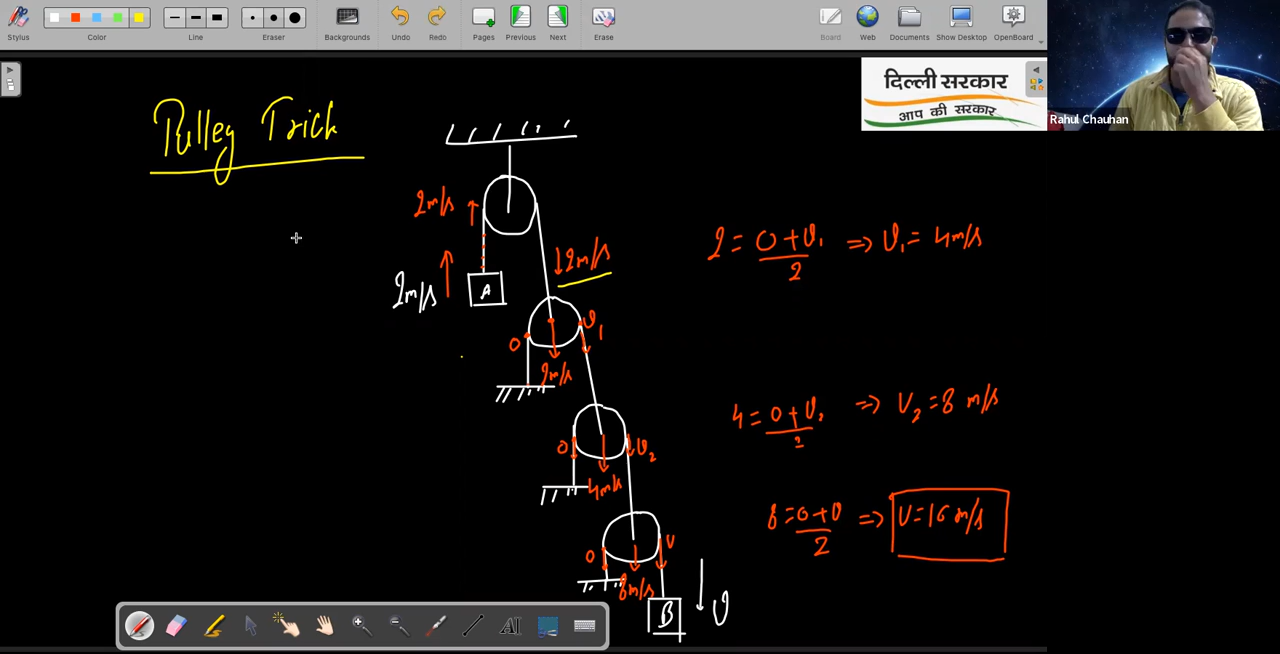 Stylus
Color
Line
Eraser
Backgrounds
Undo
Redo
Pages
Previous
Next
Erase
Board
Web
Documents
Show Desktop
OpenBoard
दिल्ली सरकार
आप की सरकार
Rahul Chauhan
Pulley Trick
2m/s
2m/s
A
2m/s
0
V₁
2m/s
0
V₂
4m/s
0
V
8m/s
B
V
2 = 0+V₁/2 => V₁ = 4m/s
4 = 0+V₂/2 => V₂ = 8 m/s
8 = 0+V/2 => V = 16 m/s